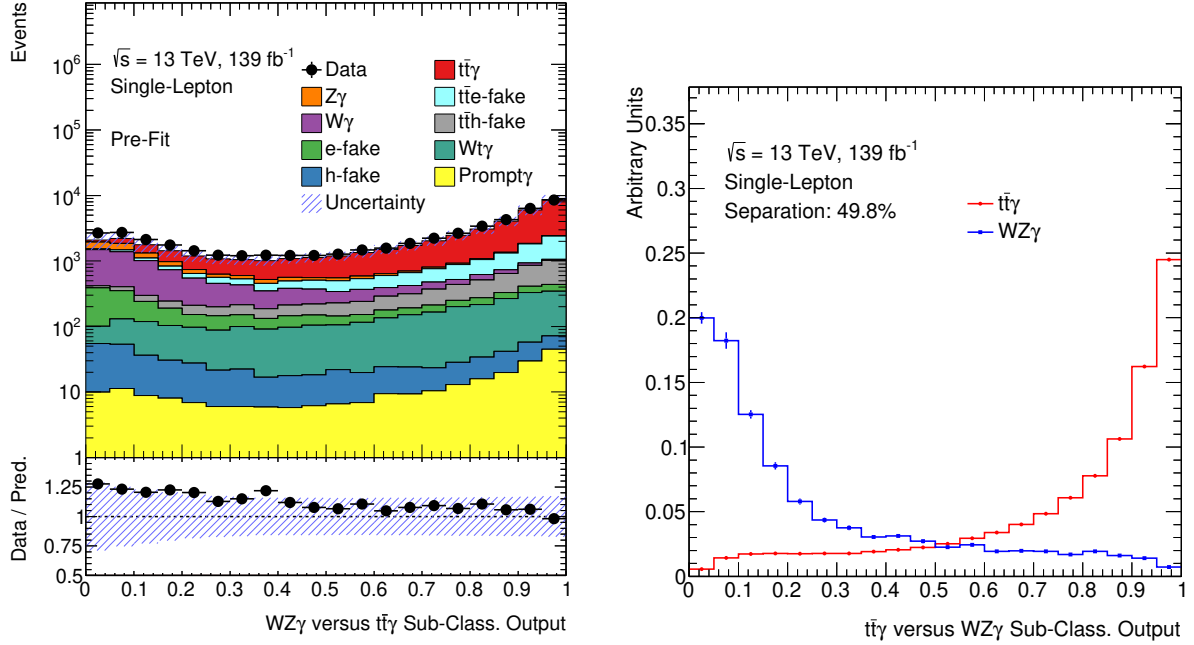 Events
√s = 13 TeV, 139 fb⁻¹
Single-Lepton
Pre-Fit
Data
Zγ
Wγ
e-fake
h-fake
Uncertainty
tt̄γ
tt̄e-fake
tt̄h-fake
Wtγ
Promptγ
10⁶
10⁵
10⁴
10³
10²
10
1
Data / Pred.
1.25
1
0.75
0.5
0 0.1 0.2 0.3 0.4 0.5 0.6 0.7 0.8 0.9 1
WZγ versus tt̄γ Sub-Class. Output
Arbitrary Units
√s = 13 TeV, 139 fb⁻¹
Single-Lepton
Separation: 49.8%
tt̄γ
WZγ
0.35
0.3
0.25
0.2
0.15
0.1
0.05
0
0 0.1 0.2 0.3 0.4 0.5 0.6 0.7 0.8 0.9 1
tt̄γ versus WZγ Sub-Class. Output